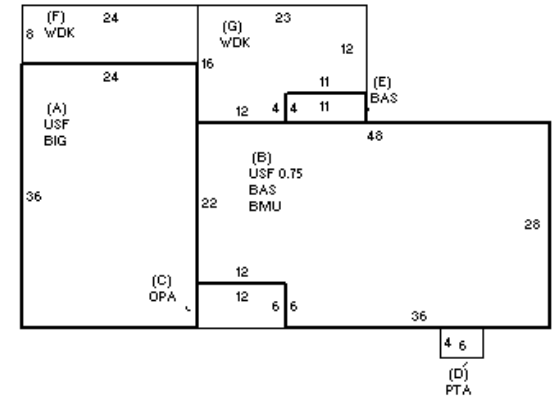 (F) 24
8 WDK
(G) 23
WDK
12
24
16
11
(E)
BAS
12 4 4 11
48
(A)
USF
BIG
(B)
USF 0.75
BAS
BMU
36
22
28
12
(C)
OPA
12
6 6
36
4 6
(D)
PTA